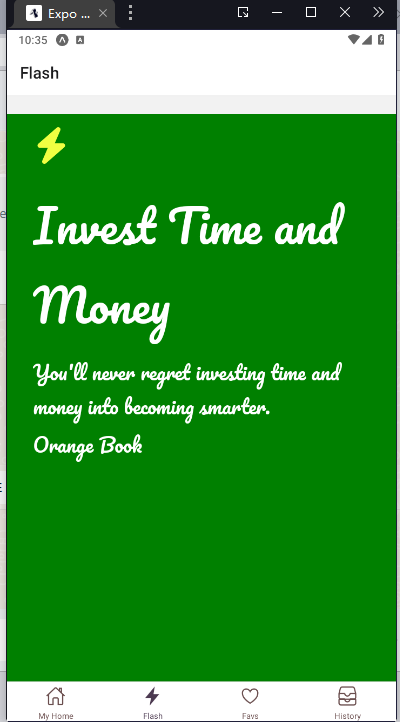 Expo ...
10:35
Flash
Invest Time and
Money
You'll never regret investing time and
money into becoming smarter.
Orange Book
My Home
Flash
Favs
History